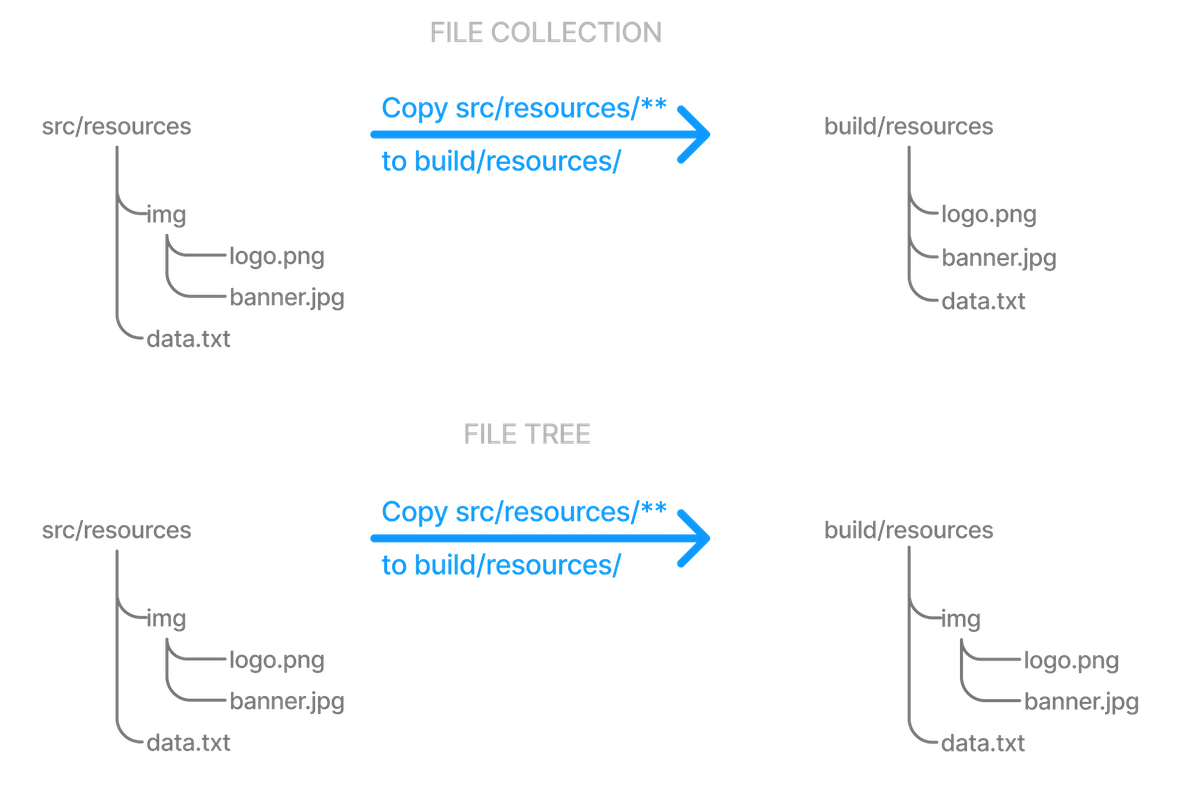 FILE COLLECTION
src/resources
Copy src/resources/**
to build/resources/
build/resources
img
logo.png
banner.jpg
data.txt
logo.png
banner.jpg
data.txt
FILE TREE
src/resources
Copy src/resources/**
to build/resources/
build/resources
img
logo.png
banner.jpg
data.txt
img
logo.png
banner.jpg
data.txt